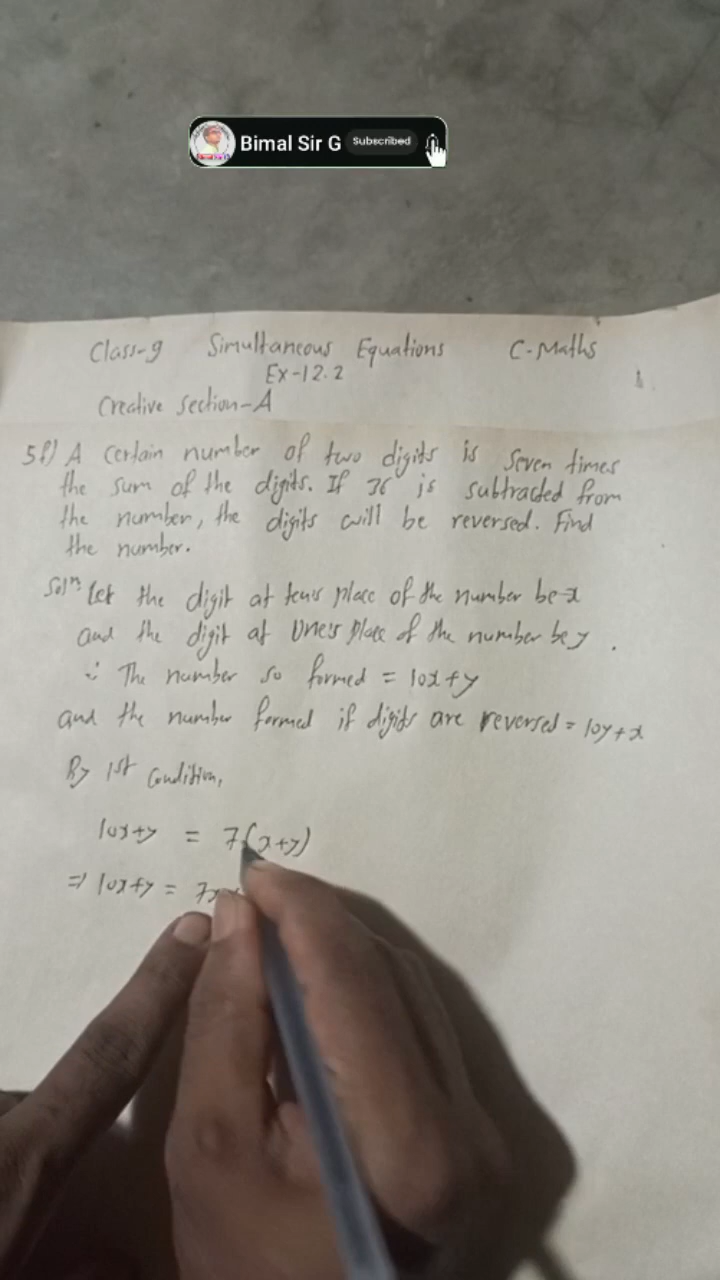 Bimal Sir G Subscribed
Class-9 Simultaneous Equations C-Maths
Ex-12.2
Creative Section-A
5f) A Certain number of two digits is seven times
the sum of the digits. If 36 is subtracted from
the number, the digits will be reversed. Find
the number.
Solⁿ Let the digit at ten's place of the number be x
and the digit at One's place of the number be y.
∴ The number so formed = 10x+y
and the number formed if digits are reversed = 10y+x
By 1st Condition,
10x+y = 7(x+y)
⇒ 10x+y = 7x